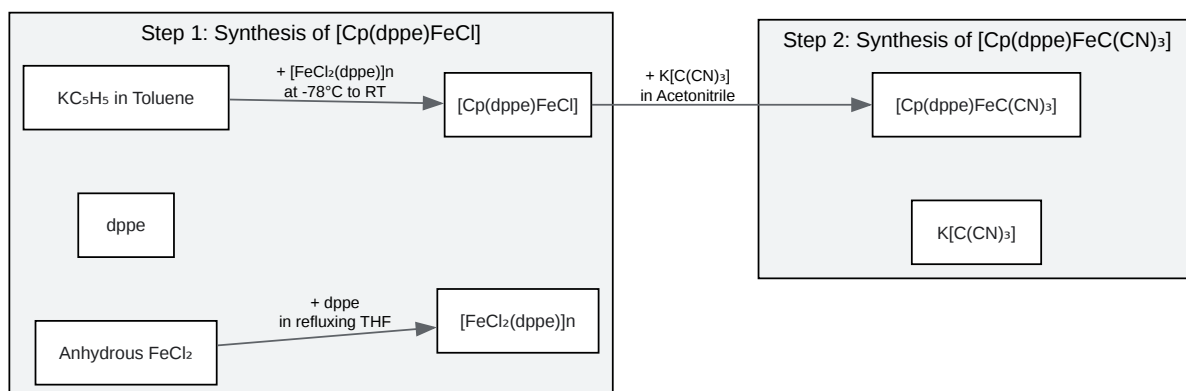 Step 1: Synthesis of [Cp(dppe)FeCl]
KC₅H₅ in Toluene
+ [FeCl₂(dppe)]n
at -78°C to RT
[Cp(dppe)FeCl]
dppe
Anhydrous FeCl₂
+ dppe
in refluxing THF
[FeCl₂(dppe)]n
+ K[C(CN)₃]
in Acetonitrile
Step 2: Synthesis of [Cp(dppe)FeC(CN)₃]
[Cp(dppe)FeC(CN)₃]
K[C(CN)₃]